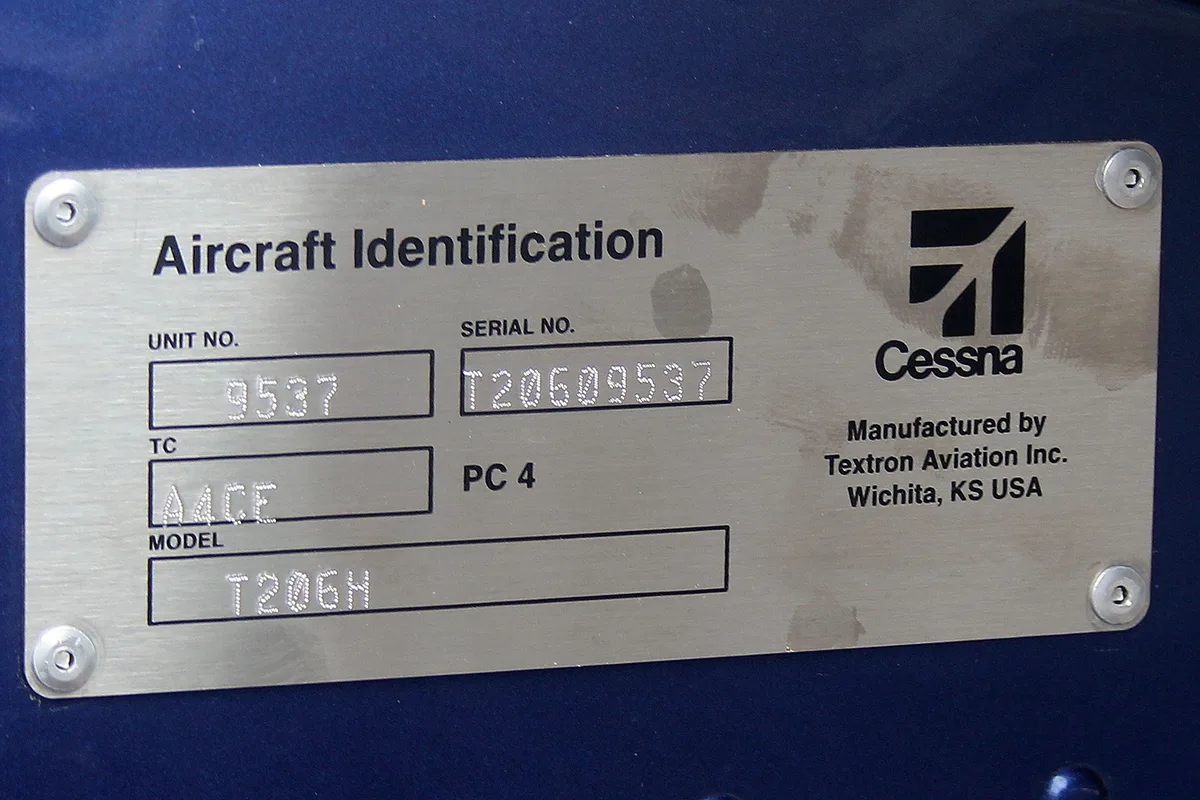 Aircraft Identification
UNIT NO.
9537
SERIAL NO.
T20609537
TC
A4CE
PC 4
MODEL
T206H
Cessna
Manufactured by
Textron Aviation Inc.
Wichita, KS USA